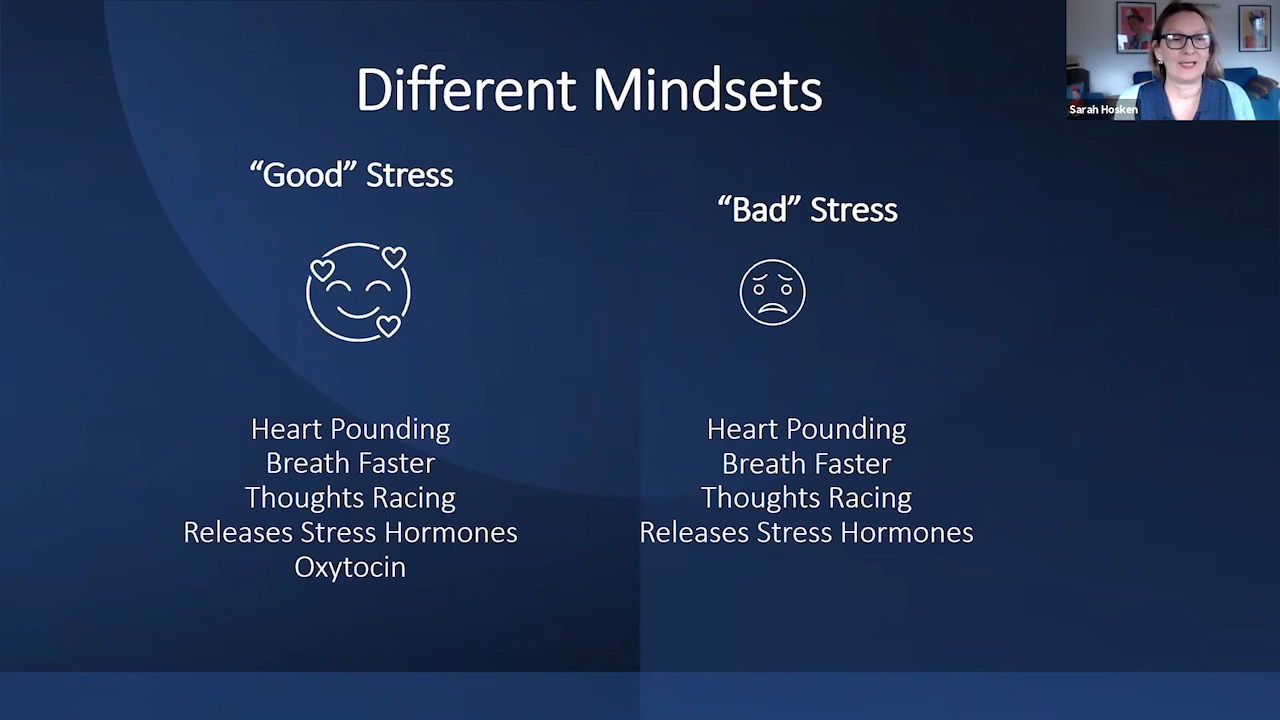 Different Mindsets
Sarah Hosken
“Good” Stress
“Bad” Stress
Heart Pounding
Breath Faster
Thoughts Racing
Releases Stress Hormones
Oxytocin
Heart Pounding
Breath Faster
Thoughts Racing
Releases Stress Hormones